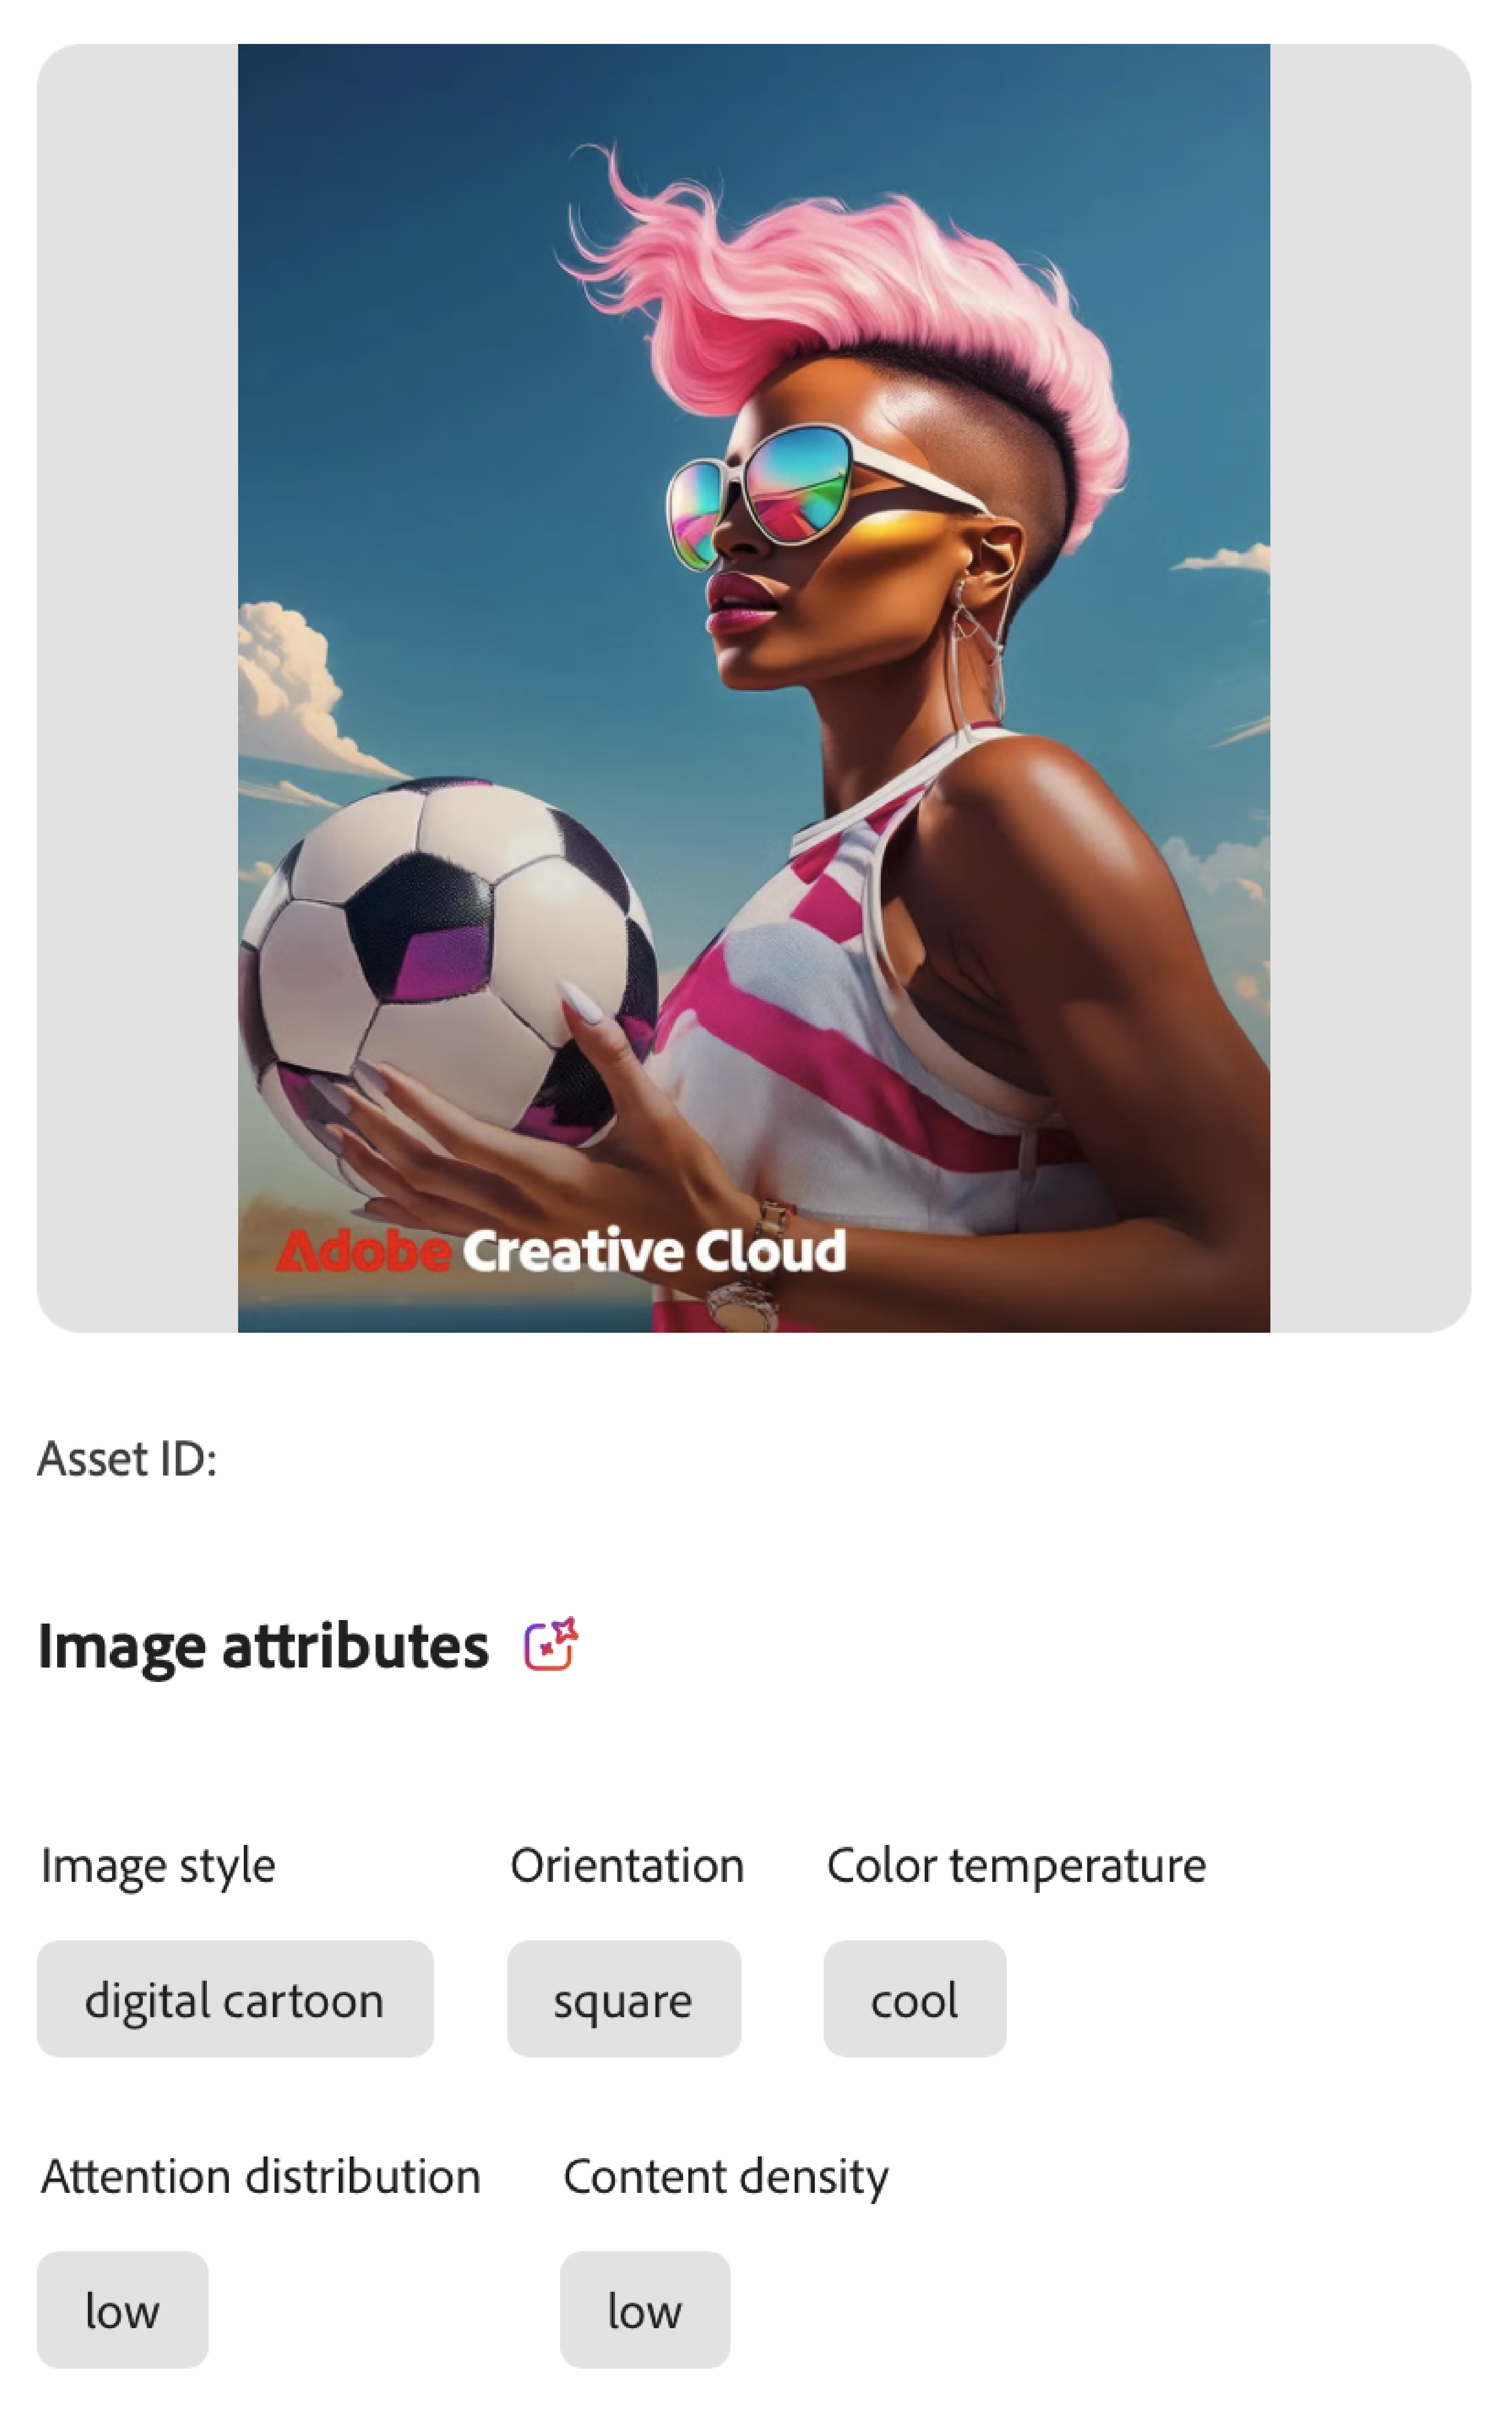 Adobe Creative Cloud
Asset ID:
Image attributes
Image style Orientation Color temperature
digital cartoon square cool
Attention distribution Content density
low low